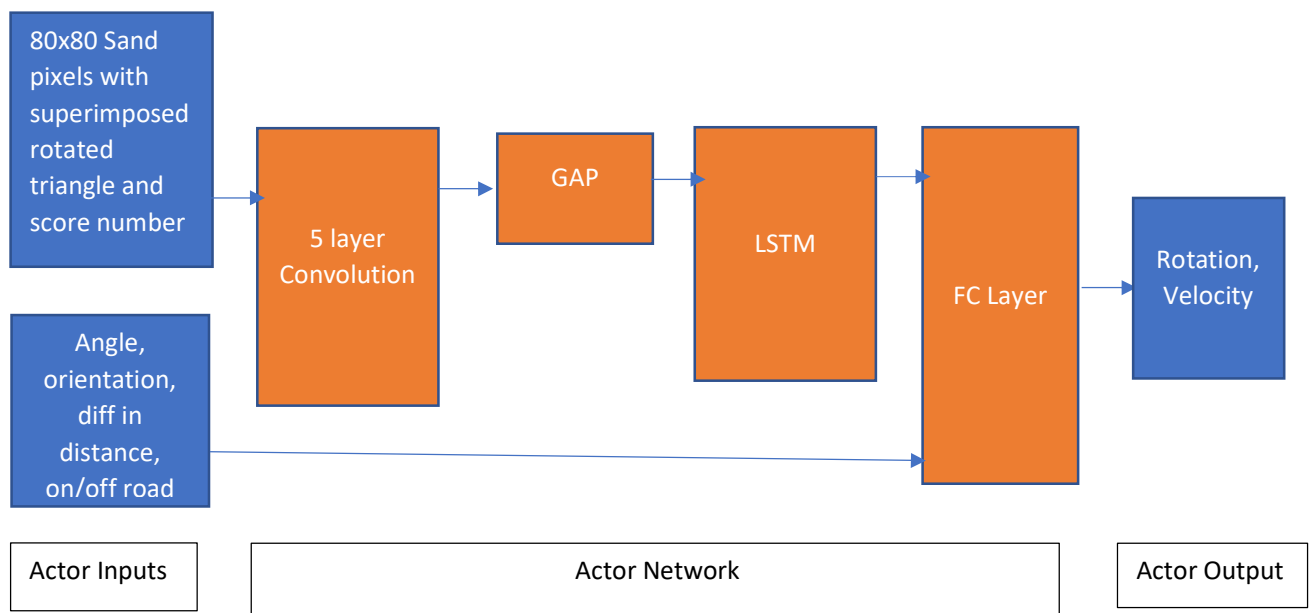 80x80 Sand
pixels with
superimposed
rotated
triangle and
score number
5 layer
Convolution
GAP
LSTM
FC Layer
Rotation,
Velocity
Angle,
orientation,
diff in
distance,
on/off road
Actor Inputs
Actor Network
Actor Output